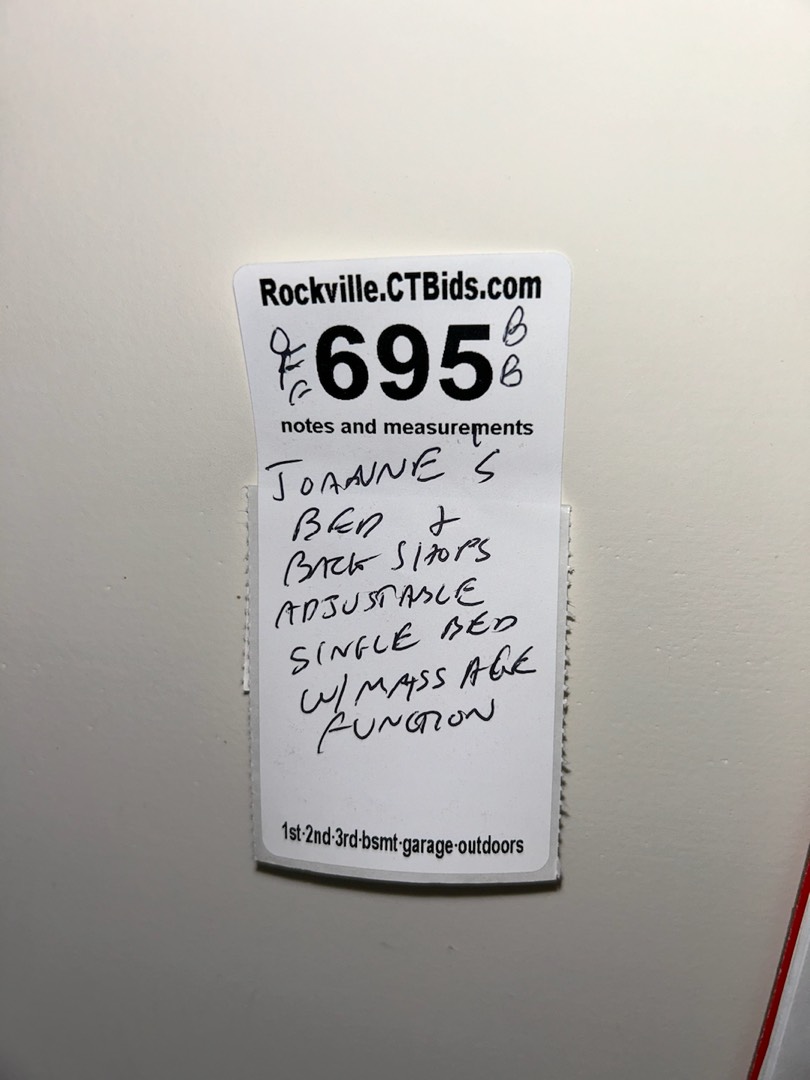 Rockville.CTBids.com
695
B
B
notes and measurements
JOANNE'S
BED &
BACK SHOPS
ADJUSTABLE
SINGLE BED
W/ MASSAGE
FUNCTION
1st·2nd·3rd·bsmt·garage·outdoors